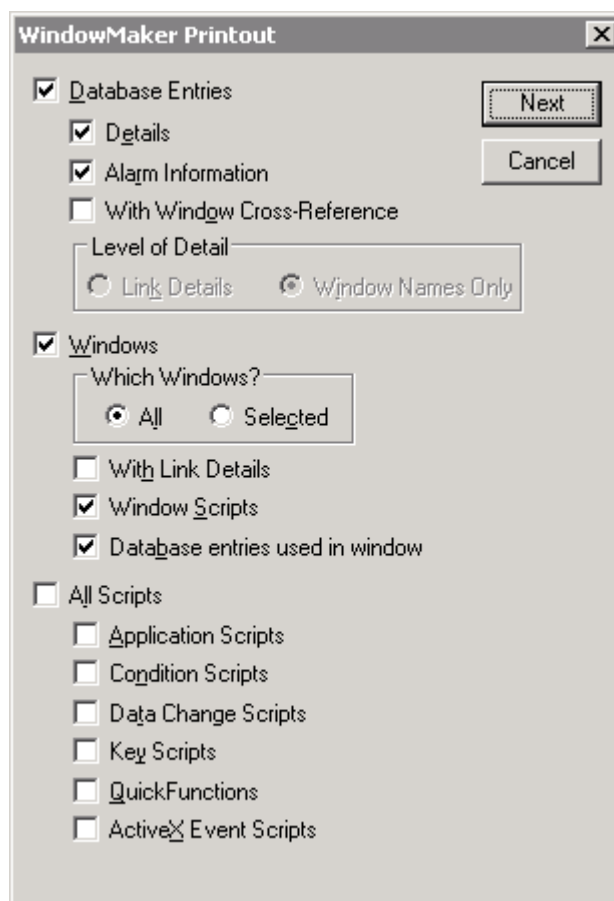 WindowMaker Printout
Database Entries
Next
Details
Cancel
Alarm Information
With Window Cross-Reference
Level of Detail
Link Details Window Names Only
Windows
Which Windows?
All Selected
With Link Details
Window Scripts
Database entries used in window
All Scripts
Application Scripts
Condition Scripts
Data Change Scripts
Key Scripts
QuickFunctions
ActiveX Event Scripts